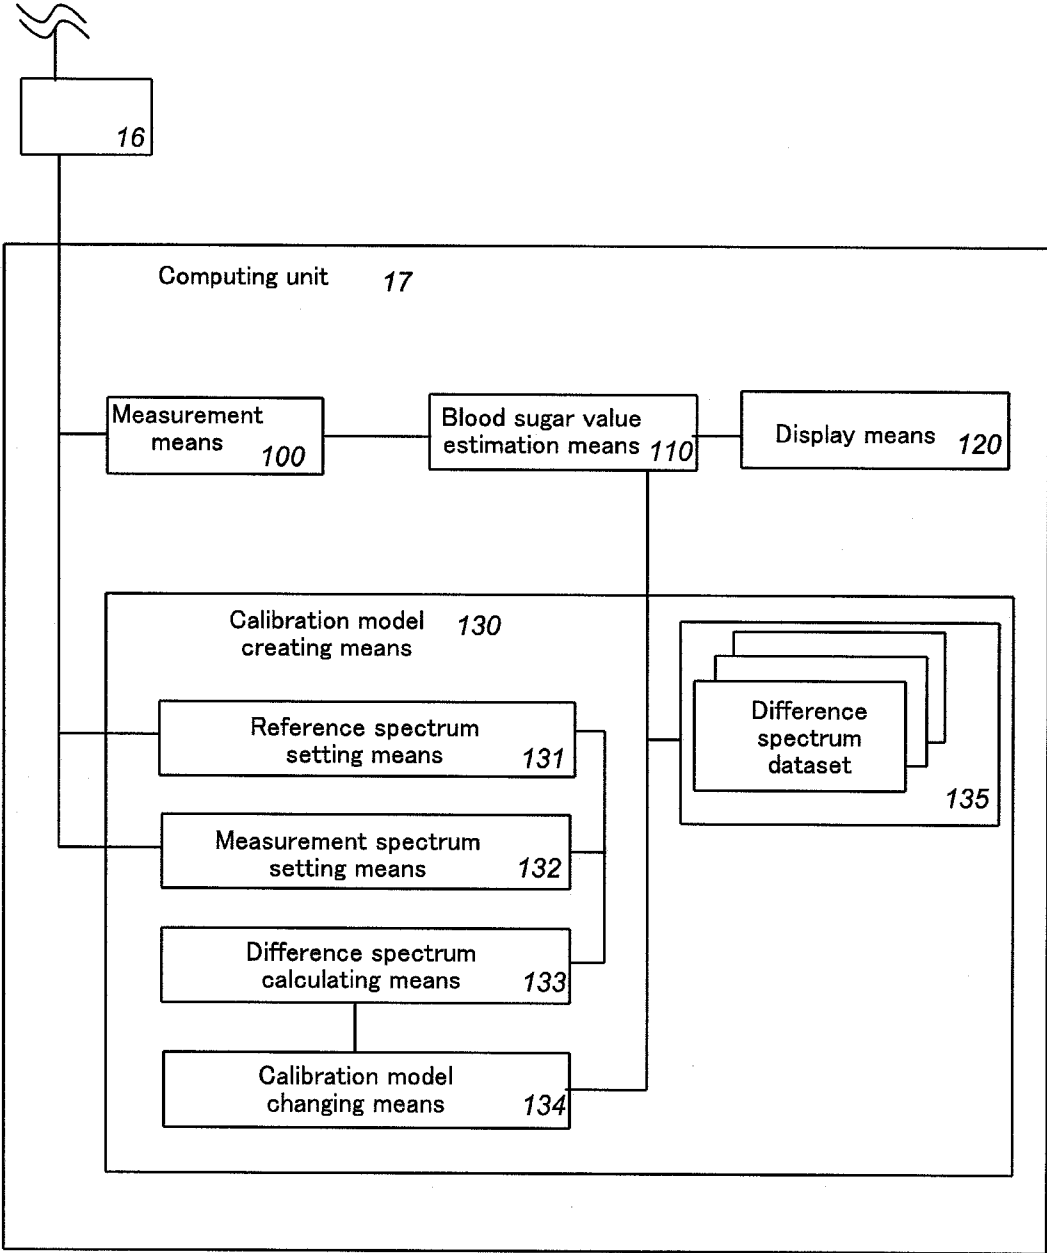 16
Computing unit 17
Measurement
means 100
Blood sugar value
estimation means 110
Display means 120
Calibration model 130
creating means
Reference spectrum
setting means 131
Measurement spectrum
setting means 132
Difference spectrum
calculating means 133
Calibration model
changing means 134
Difference
spectrum
dataset
135